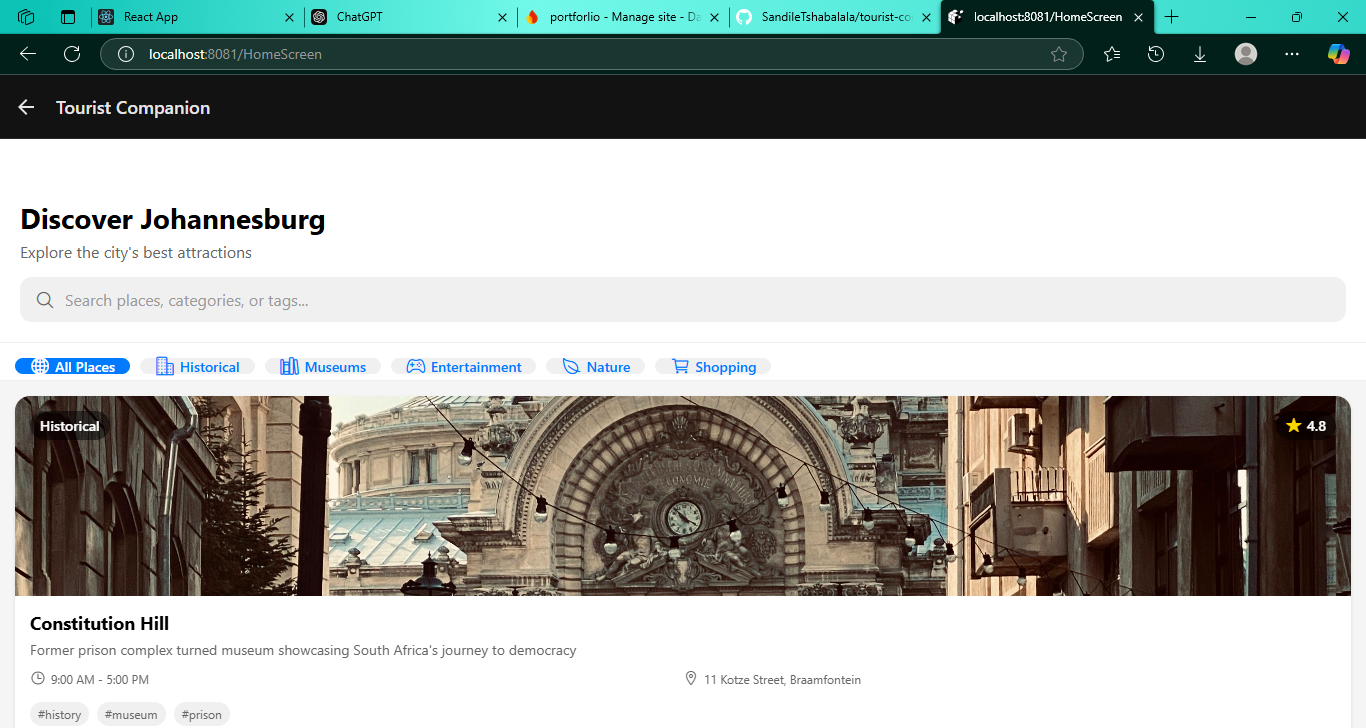 React App
ChatGPT
portforlio - Manage site - Da
SandileTshabalala/tourist-co
localhost:8081/HomeScreen
localhost:8081/HomeScreen
Tourist Companion
Discover Johannesburg
Explore the city's best attractions
Search places, categories, or tags...
All Places
Historical
Museums
Entertainment
Nature
Shopping
Historical
4.8
Constitution Hill
Former prison complex turned museum showcasing South Africa's journey to democracy
9:00 AM - 5:00 PM
11 Kotze Street, Braamfontein
#history
#museum
#prison